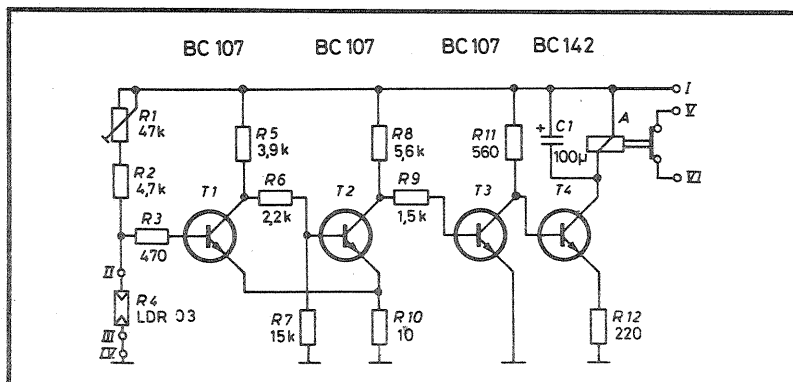 BC 107 BC 107 BC 107 BC 142
I
R1 47k
R5 3,9k
R8 5,6k
R11 560
+ C1 100µ
A
V
VI
R2 4,7k
R6 2,2k
R9 1,5k
T1 T2 T3 T4
R3 470
II
R4 LDR 03
III
IV
R7 15k
R10 10
R12 220